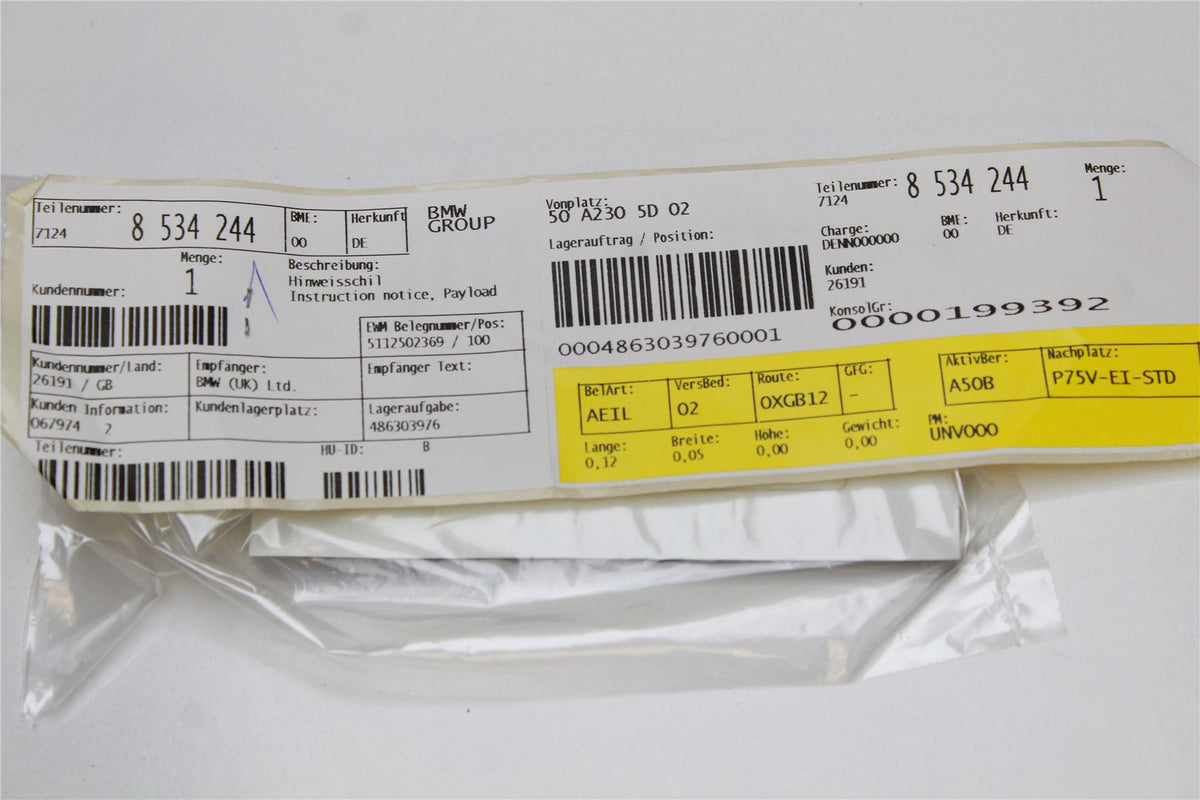 Teilenummer:
7124 8 534 244
BME:
00
Herkunft
DE
BMW
GROUP
Menge:
1
Beschreibung:
Hinweisschil
Instruction notice, Payload
Kundennummer:
EWM Belegnummer/Pos:
5112502369 / 100
Kundennummer/Land:
26191 / GB
Empfänger:
BMW (UK) Ltd.
Empfänger Text:
Kunden Information:
067974 2
Kundenlagerplatz:
Lageraufgabe:
486303976
Teilenummer:
HU-ID: B
Vonplatz:
50 A230 5D 02
Lagerauftrag / Position:
0004863039760001
Teilenummer: 8 534 244
7124
Menge:
1
Charge:
DENN000000
BME:
00
Herkunft:
DE
Kunden:
26191
KonsolGr:
0000199392
BelArt:
AEIL
VersBed:
02
Route:
0XGB12
GFG:
-
AktivBer:
A50B
Nachplatz:
P75V-EI-STD
Länge:
0,12
Breite:
0,05
Höhe:
0,00
Gewicht:
0,00
PM:
UNV000